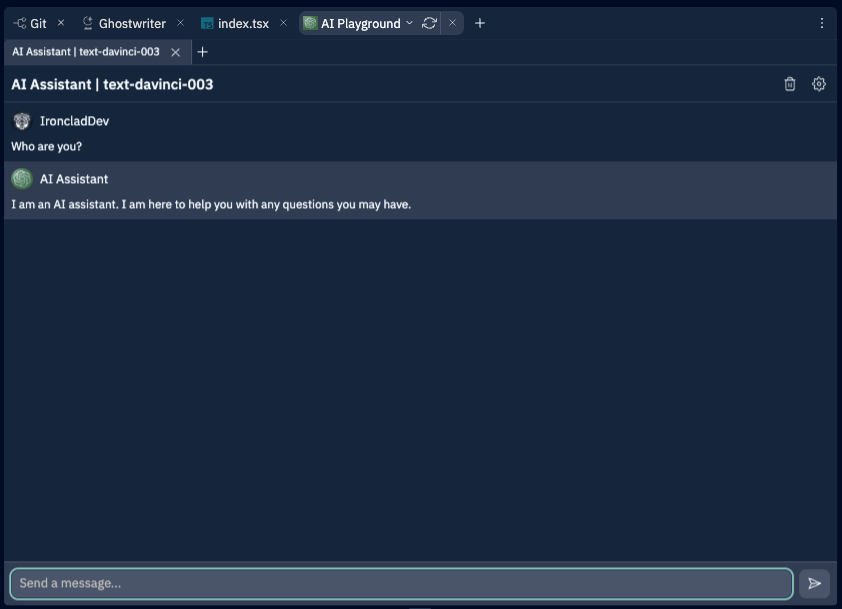 Git Ghostwriter index.tsx AI Playground
AI Assistant | text-davinci-003
AI Assistant | text-davinci-003
IroncladDev
Who are you?
AI Assistant
I am an AI assistant. I am here to help you with any questions you may have.
Send a message...